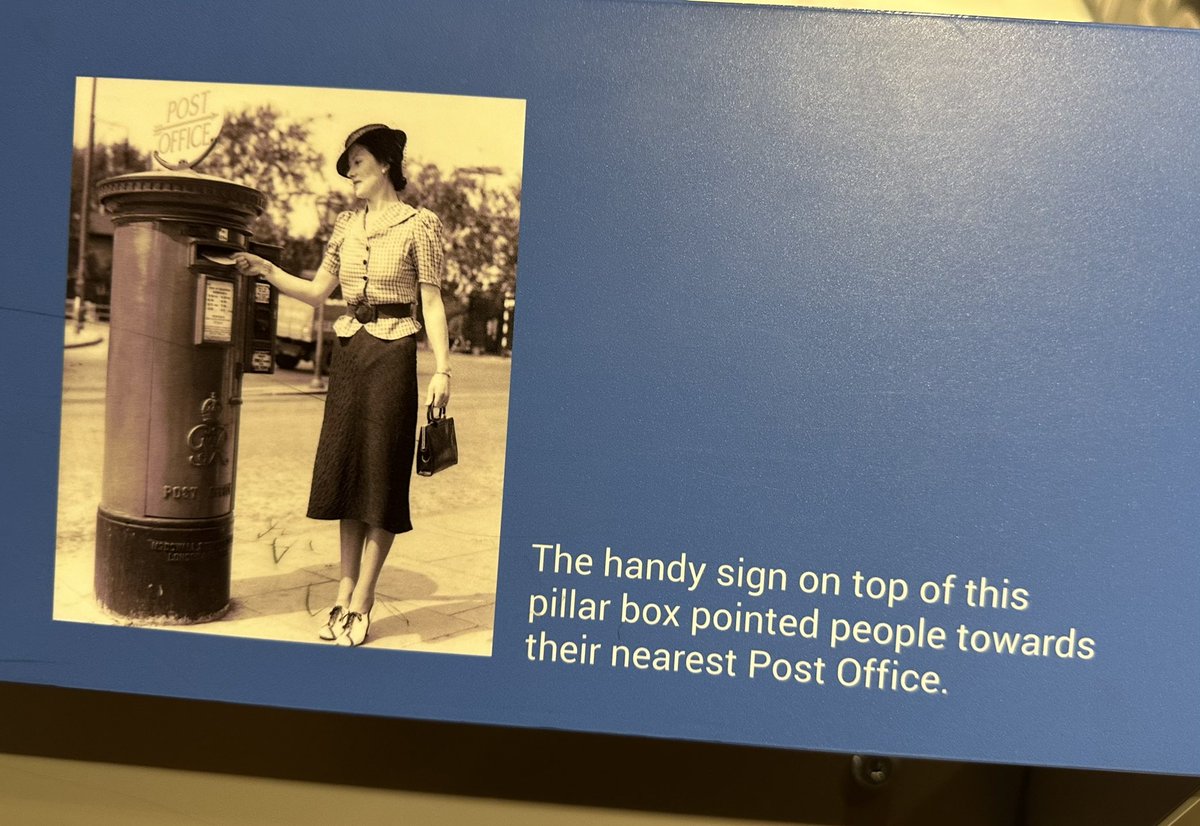 POST
OFFICE
POST
LONDON
The handy sign on top of this
pillar box pointed people towards
their nearest Post Office.